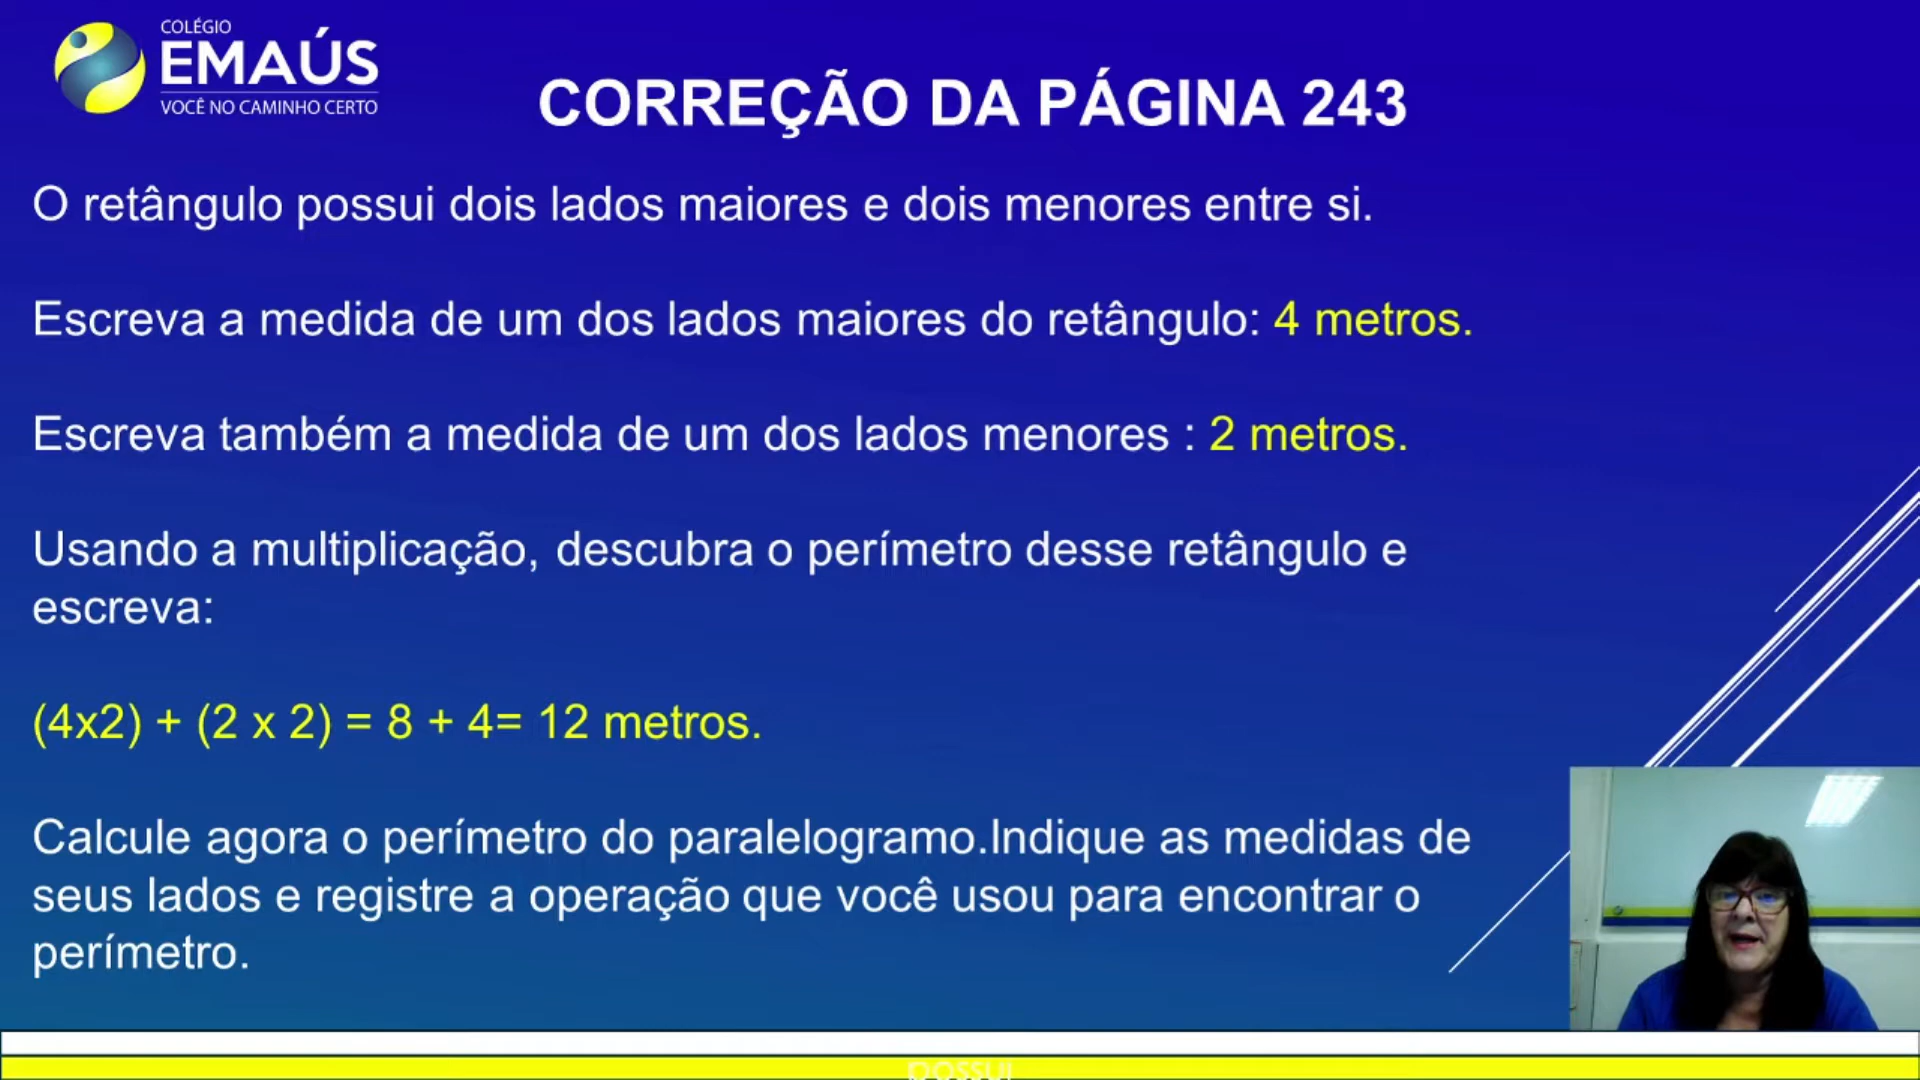 COLÉGIO
EMAÚS
VOCÊ NO CAMINHO CERTO
CORREÇÃO DA PÁGINA 243
O retângulo possui dois lados maiores e dois menores entre si.
Escreva a medida de um dos lados maiores do retângulo: 4 metros.
Escreva também a medida de um dos lados menores : 2 metros.
Usando a multiplicação, descubra o perímetro desse retângulo e
escreva:
(4x2) + (2 x 2) = 8 + 4= 12 metros.
Calcule agora o perímetro do paralelogramo.Indique as medidas de
seus lados e registre a operação que você usou para encontrar o
perímetro.
possui